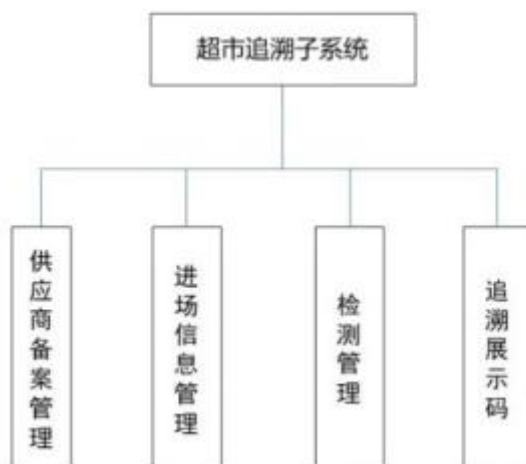 超市追溯子系统
供应商备案管理
进场信息管理
检测管理
追溯展示码